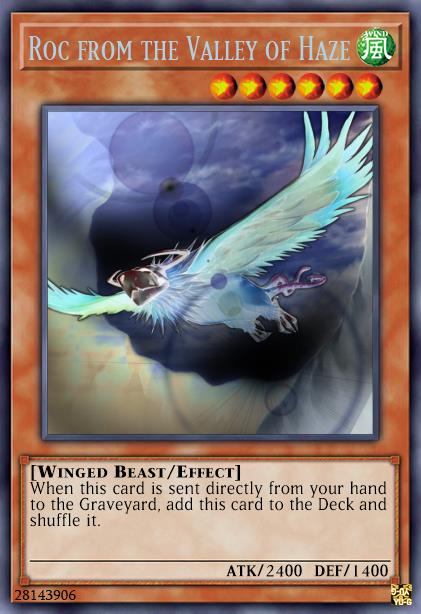 ROC FROM THE VALLEY OF HAZE
WIND
風
[WINGED BEAST/EFFECT]
When this card is sent directly from your hand
to the Graveyard, add this card to the Deck and
shuffle it.
ATK/2400 DEF/1400
28143906